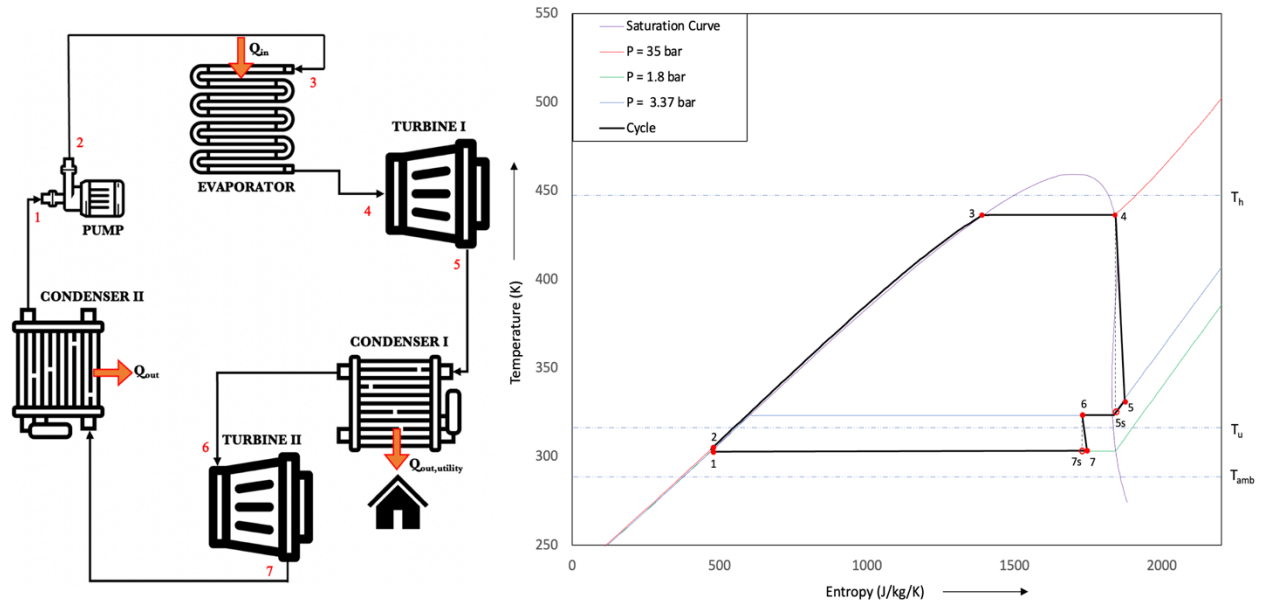 Qin
3
2
TURBINE I
EVAPORATOR
1
4
PUMP
5
CONDENSER II
CONDENSER I
Qout
6
TURBINE II
Qout,utility
7
550
500
450
400
350
300
250
Temperature (K)
Saturation Curve
P = 35 bar
P = 1.8 bar
P = 3.37 bar
Cycle
Th
3
4
6
5
5s
Tu
2
1
7s
7
Tamb
0
500
1000
1500
2000
Entropy (J/kg/K)